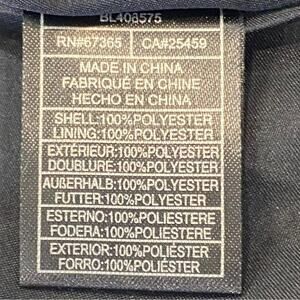 BL408575
RN#67365 CA#25459
MADE IN CHINA
FABRIQUÉ EN CHINE
HECHO EN CHINA
SHELL:100%POLYESTER
LINING:100%POLYESTER
EXTÉRIEUR:100%POLYESTER
DOUBLURE:100%POLYESTER
AUßERHALB:100%POLYESTER
FUTTER:100%POLYESTER
ESTERNO:100%POLIESTERE
FODERA:100%POLIESTERE
EXTERIOR:100%POLIÉSTER
FORRO:100%POLIÉSTER